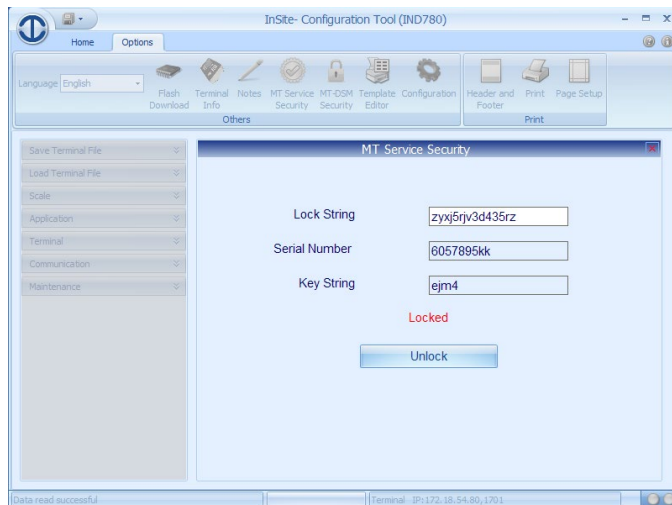 InSite- Configuration Tool (IND780)
Home Options
Language English
Flash Download
Terminal Info
Notes
MT Service Security
MT-DSM Security
Template Editor
Configuration
Header and Footer
Print
Page Setup
Others
Print
Save Terminal File
Load Terminal File
Scale
Application
Terminal
Communication
Maintenance
MT Service Security
Lock String zyxj5rjv3d435rz
Serial Number 6057895kk
Key String ejm4
Locked
Unlock
Data read successful
Terminal IP:172.18.54.80,1701